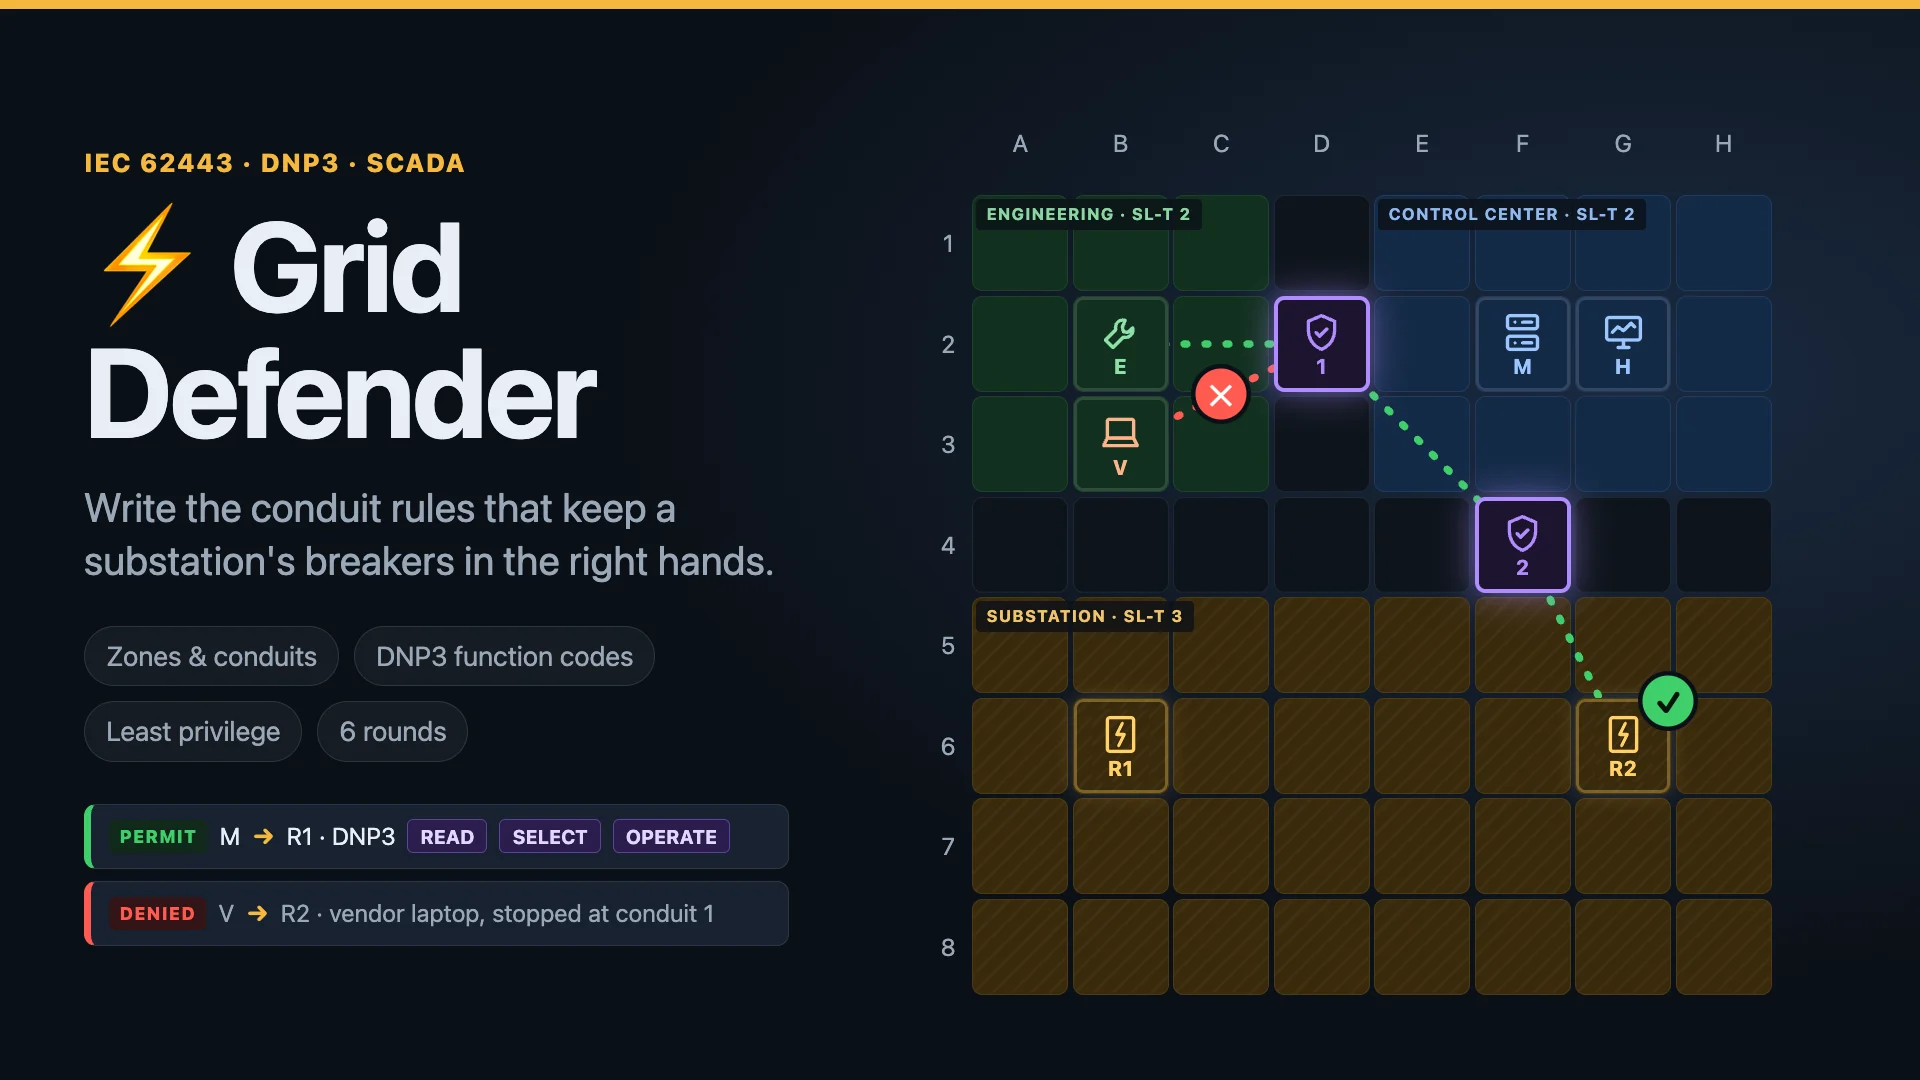 IEC 62443 · DNP3 · SCADA
⚡ Grid
Defender
Write the conduit rules that keep a
substation's breakers in the right hands.
Zones & conduits
DNP3 function codes
Least privilege
6 rounds
PERMIT M → R1 · DNP3 READ SELECT OPERATE
DENIED V → R2 · vendor laptop, stopped at conduit 1
A B C D E F G H
ENGINEERING · SL-T 2
CONTROL CENTER · SL-T 2
1
2
E
1
M
H
3
V
4
2
SUBSTATION · SL-T 3
5
6
R1
R2
7
8